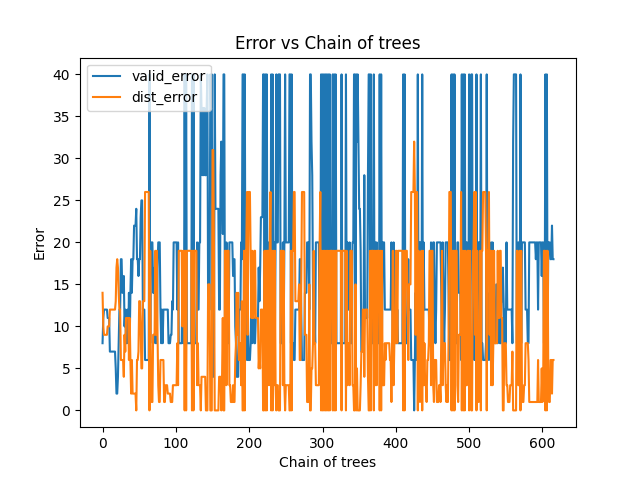 Error vs Chain of trees
valid_error
dist_error
40
35
30
25
20
15
10
5
0
Error
0 100 200 300 400 500 600
Chain of trees